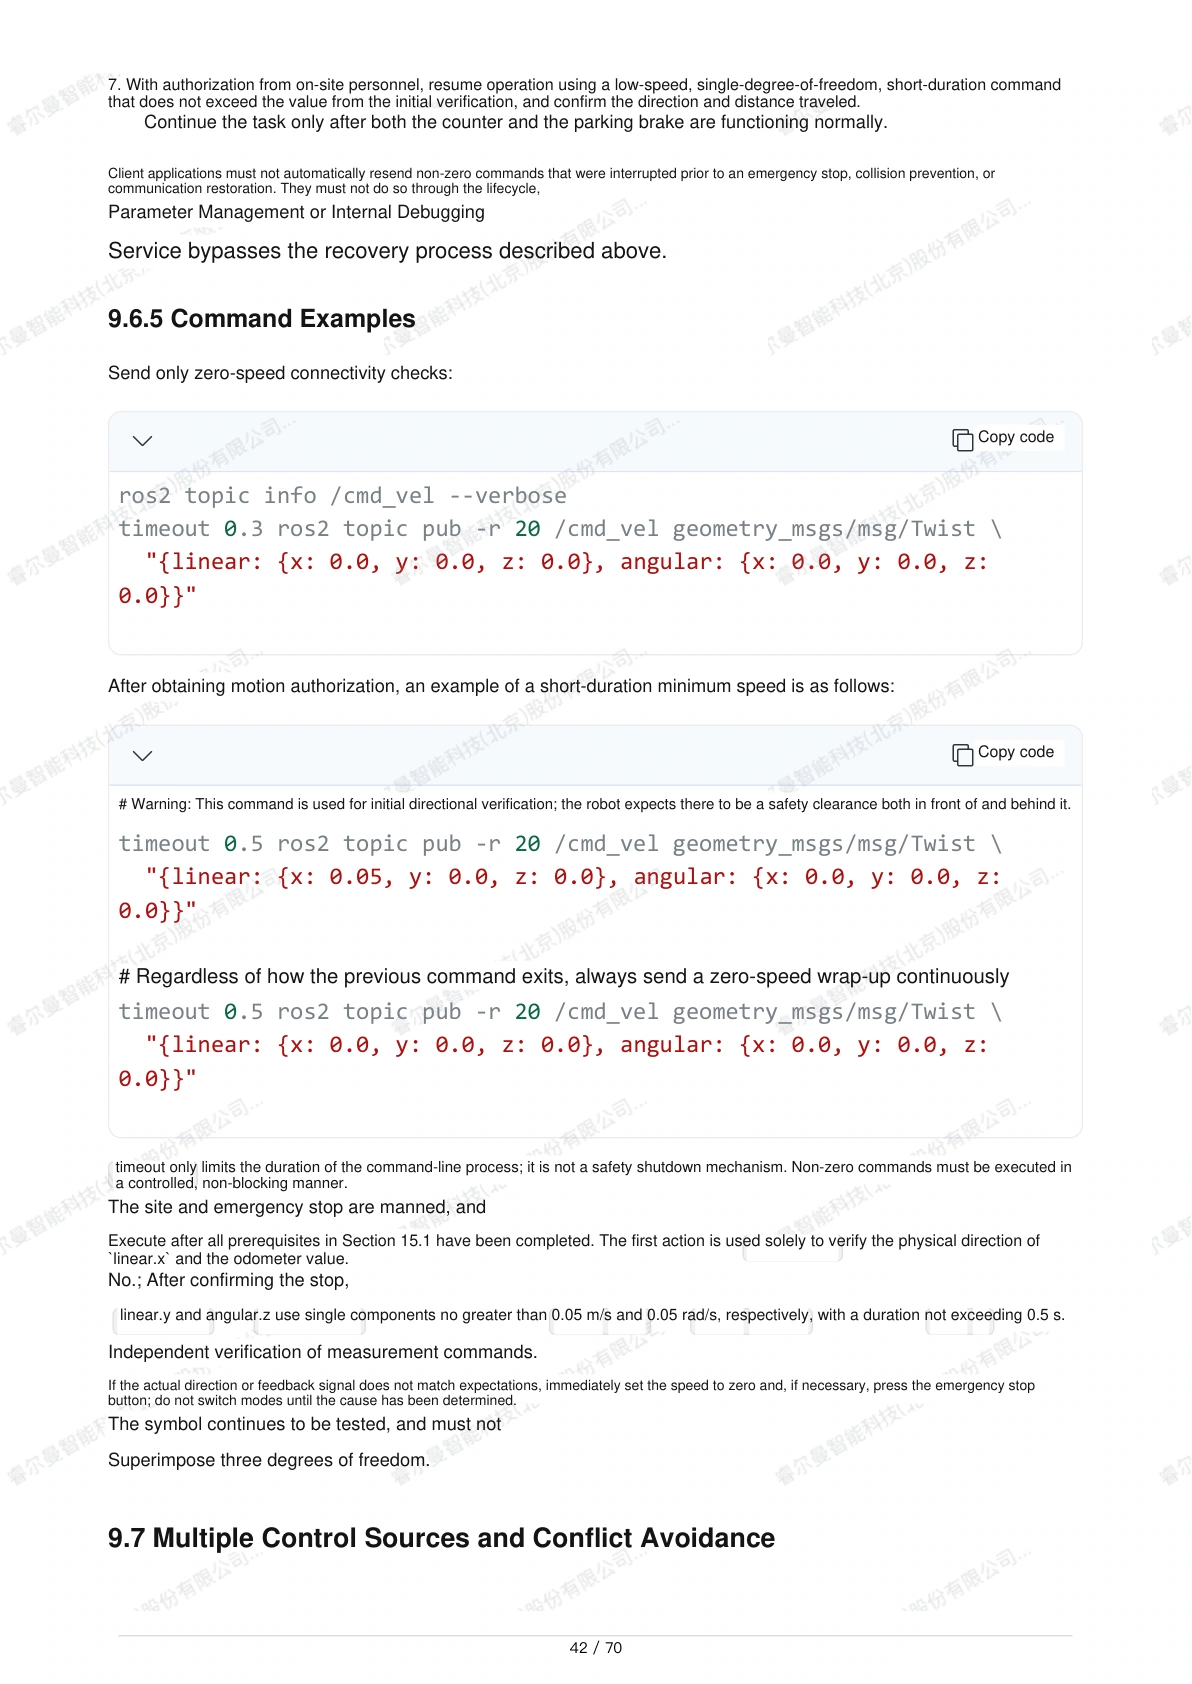 7. With authorization from on-site personnel, resume operation using a low-speed, single-degree-of-freedom, short-duration command
that does not exceed the value from the initial verification, and confirm the direction and distance traveled.
Continue the task only after both the counter and the parking brake are functioning normally.
Client applications must not automatically resend non-zero commands that were interrupted prior to an emergency stop, collision prevention, or
communication restoration. They must not do so through the lifecycle,
Parameter Management or Internal Debugging
Service bypasses the recovery process described above.
9.6.5 Command Examples
Send only zero-speed connectivity checks:
Copy code
ros2 topic info /cmd_vel --verbose
timeout 0.3 ros2 topic pub -r 20 /cmd_vel geometry_msgs/msg/Twist \
"{linear: {x: 0.0, y: 0.0, z: 0.0}, angular: {x: 0.0, y: 0.0, z:
0.0}}"
After obtaining motion authorization, an example of a short-duration minimum speed is as follows:
Copy code
# Warning: This command is used for initial directional verification; the robot expects there to be a safety clearance both in front of and behind it.
timeout 0.5 ros2 topic pub -r 20 /cmd_vel geometry_msgs/msg/Twist \
"{linear: {x: 0.05, y: 0.0, z: 0.0}, angular: {x: 0.0, y: 0.0, z:
0.0}}"
# Regardless of how the previous command exits, always send a zero-speed wrap-up continuously
timeout 0.5 ros2 topic pub -r 20 /cmd_vel geometry_msgs/msg/Twist \
"{linear: {x: 0.0, y: 0.0, z: 0.0}, angular: {x: 0.0, y: 0.0, z:
0.0}}"
timeout only limits the duration of the command-line process; it is not a safety shutdown mechanism. Non-zero commands must be executed in
a controlled, non-blocking manner.
The site and emergency stop are manned, and
Execute after all prerequisites in Section 15.1 have been completed. The first action is used solely to verify the physical direction of
`linear.x` and the odometer value.
No.; After confirming the stop,
linear.y and angular.z use single components no greater than 0.05 m/s and 0.05 rad/s, respectively, with a duration not exceeding 0.5 s.
Independent verification of measurement commands.
If the actual direction or feedback signal does not match expectations, immediately set the speed to zero and, if necessary, press the emergency stop
button; do not switch modes until the cause has been determined.
The symbol continues to be tested, and must not
Superimpose three degrees of freedom.
9.7 Multiple Control Sources and Conflict Avoidance
42 / 70
睿尔曼智能科技(北京)股份有限公司...